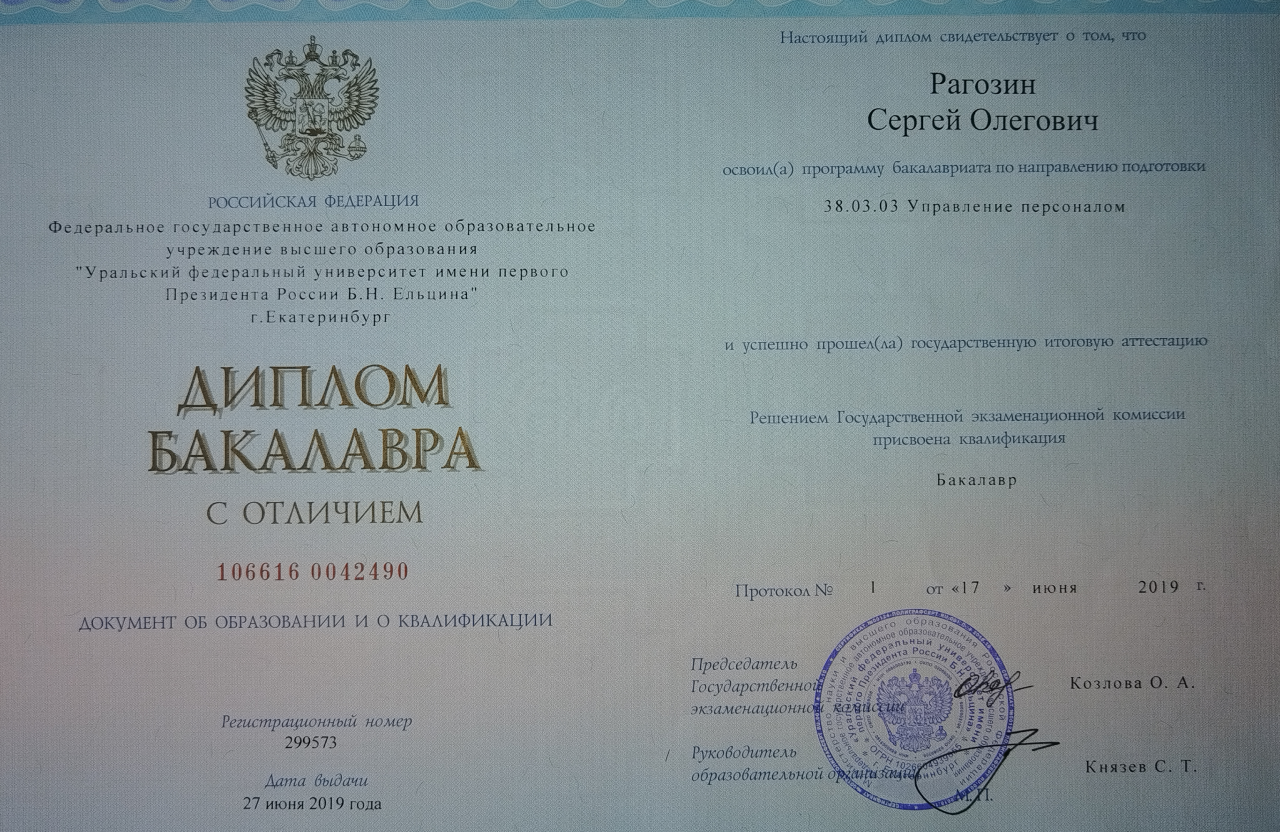 РОССИЙСКАЯ ФЕДЕРАЦИЯ
Федеральное государственное автономное образовательное
учреждение высшего образования
"Уральский федеральный университет имени первого
Президента России Б.Н. Ельцина"
г.Екатеринбург
ДИПЛОМ
БАКАЛАВРА
С ОТЛИЧИЕМ
106616 0042490
ДОКУМЕНТ ОБ ОБРАЗОВАНИИ И О КВАЛИФИКАЦИИ
Регистрационный номер
299573
Дата выдачи
27 июня 2019 года
Настоящий диплом свидетельствует о том, что
Рагозин
Сергей Олегович
освоил(а) программу бакалавриата по направлению подготовки
38.03.03 Управление персоналом
и успешно прошел(ла) государственную итоговую аттестацию
Решением Государственной экзаменационной комиссии
присвоена квалификация
Бакалавр
Протокол № 1 от «17 » июня 2019 г.
Председатель
Государственной
экзаменационной комиссии
Козлова О. А.
Руководитель
образовательной организации
Князев С. Т.
М.П.